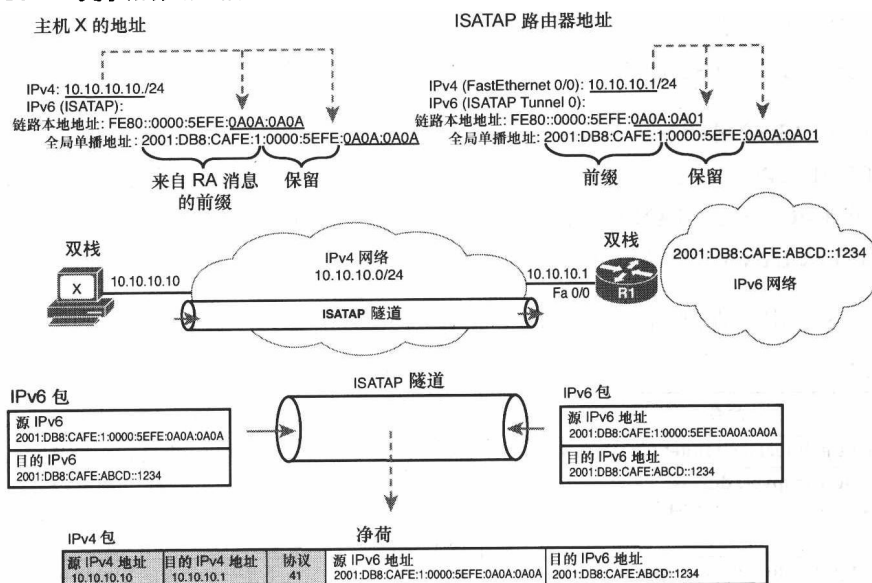 主机 X 的地址
IPv4: 10.10.10.10./24
IPv6 (ISATAP):
链路本地地址: FE80::0000:5EFE:0A0A:0A0A
全局单播地址: 2001:DB8:CAFE:1:0000:5EFE:0A0A:0A0A
来自 RA 消息
的前缀
保留
ISATAP 路由器地址
IPv4 (FastEthernet 0/0): 10.10.10.1/24
IPv6 (ISATAP Tunnel 0):
链路本地地址: FE80::0000:5EFE:0A0A:0A01
全局单播地址: 2001:DB8:CAFE:1:0000:5EFE:0A0A:0A01
前缀
保留
双栈
X
10.10.10.10
IPv4 网络
10.10.10.0/24
ISATAP 隧道
10.10.10.1
Fa 0/0
双栈
R1
2001:DB8:CAFE:ABCD::1234
IPv6 网络
ISATAP 隧道
IPv6 包
源 IPv6
2001:DB8:CAFE:1:0000:5EFE:0A0A:0A0A
目的 IPv6
2001:DB8:CAFE:ABCD::1234
IPv6 包
源 IPv6 地址
2001:DB8:CAFE:1:0000:5EFE:0A0A:0A0A
目的 IPv6 地址
2001:DB8:CAFE:ABCD::1234
IPv4 包
净荷
源 IPv4 地址
10.10.10.10
目的 IPv4 地址
10.10.10.1
协议
41
源 IPv6 地址
2001:DB8:CAFE:1:0000:5EFE:0A0A:0A0A
目的 IPv6 地址
2001:DB8:CAFE:ABCD::1234